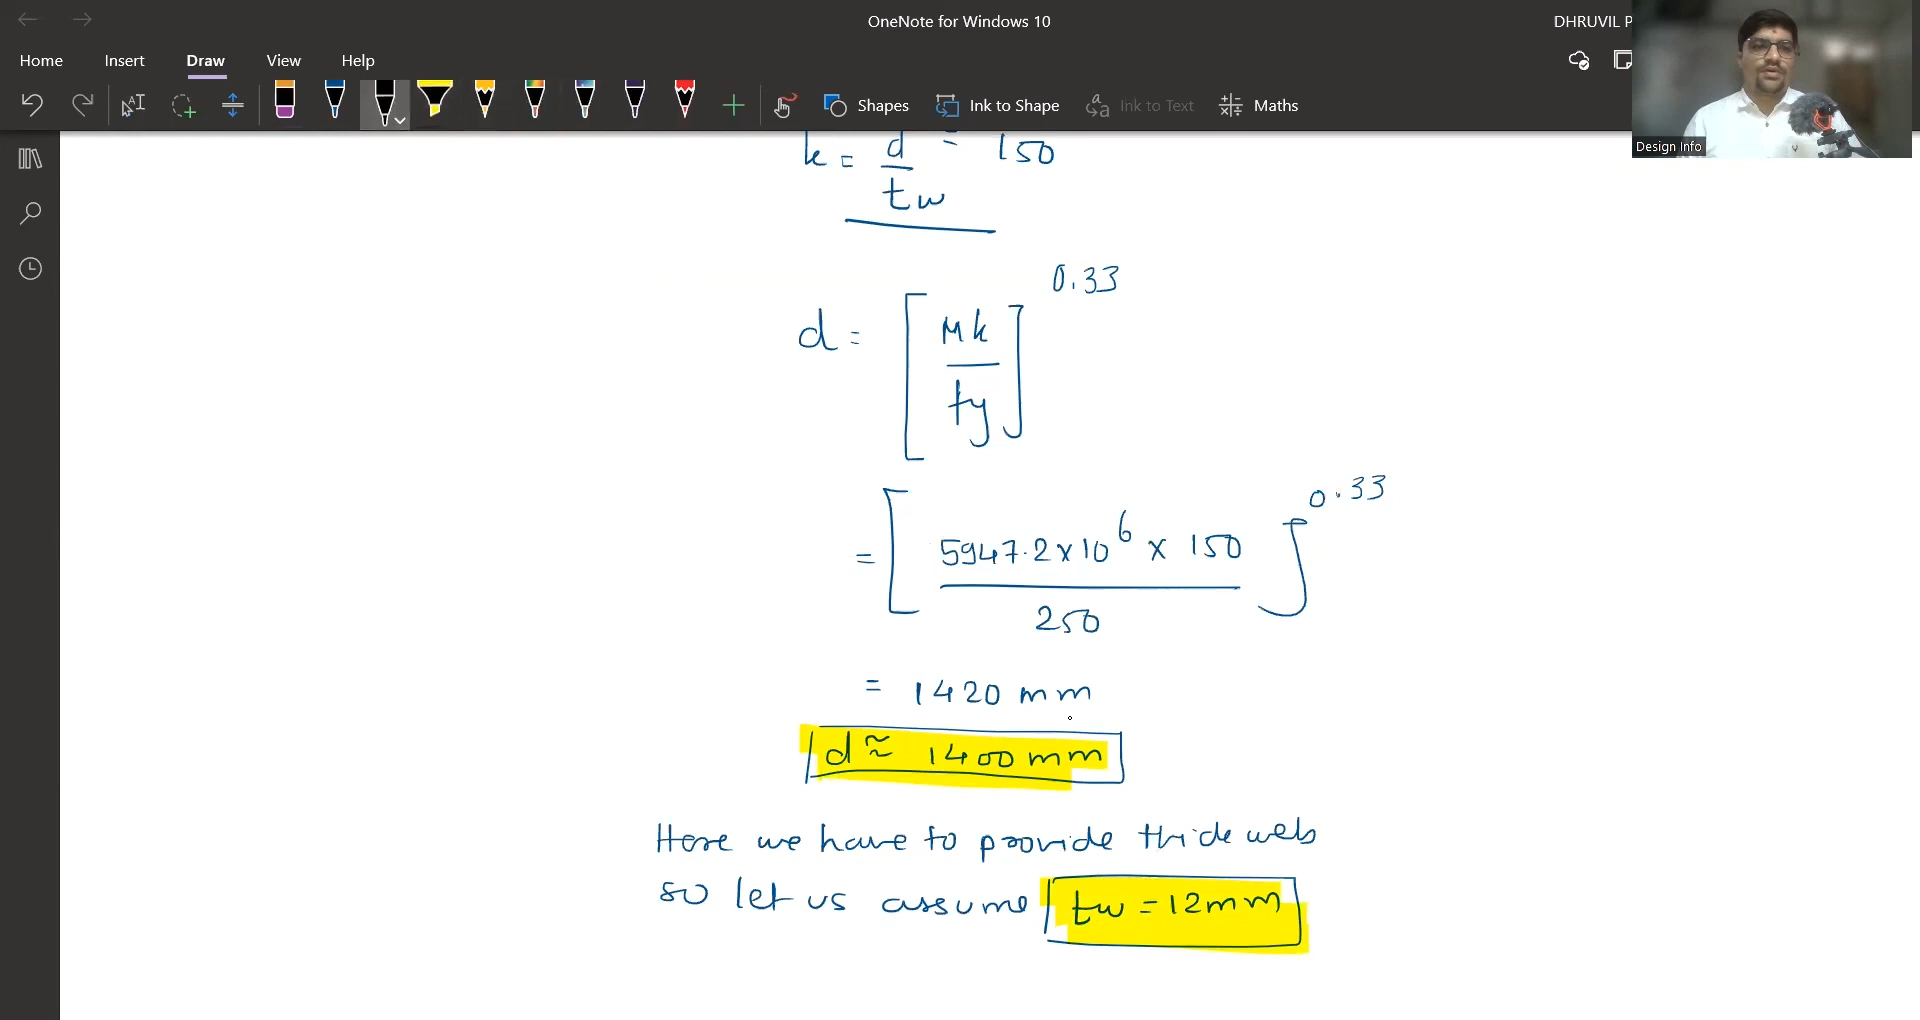 OneNote for Windows 10
DHRUVIL P
Home Insert Draw View Help
Shapes Ink to Shape Ink to Text Maths
Design Info
k = d/tw = 150
d = [Mk/fy]^0.33
= [5947.2 x 10^6 x 150 / 250]^0.33
= 1420 mm
d ≈ 1400 mm
Here we have to provide thick web
so let us assume tw = 12mm